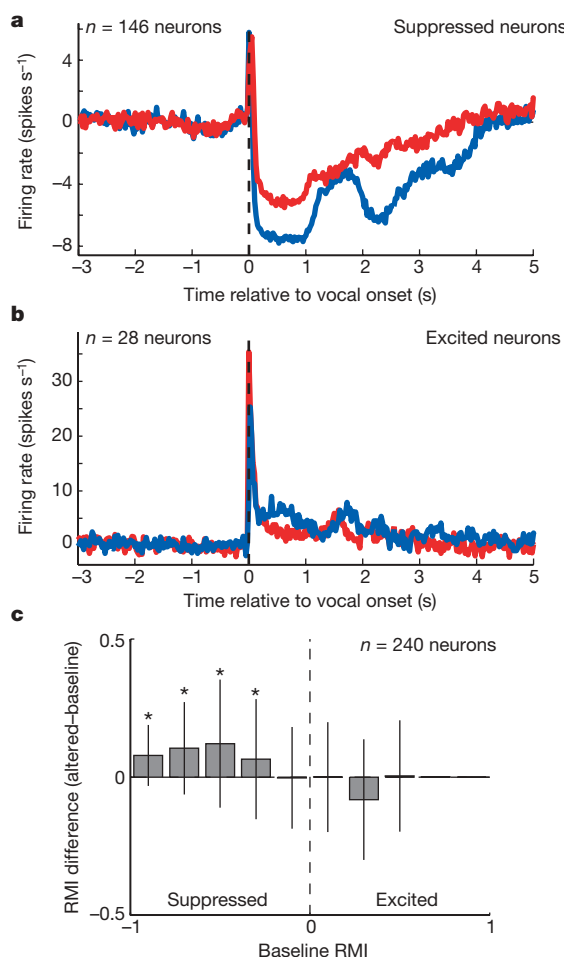 a
n = 146 neurons
Suppressed neurons
Firing rate (spikes s⁻¹)
4
0
−4
−8
−3 −2 −1 0 1 2 3 4 5
Time relative to vocal onset (s)
b
n = 28 neurons
Excited neurons
Firing rate (spikes s⁻¹)
30
20
10
0
−3 −2 −1 0 1 2 3 4 5
Time relative to vocal onset (s)
c
n = 240 neurons
RMI difference (altered–baseline)
0.5
0
−0.5
* * * *
Suppressed
Excited
−1 0 1
Baseline RMI